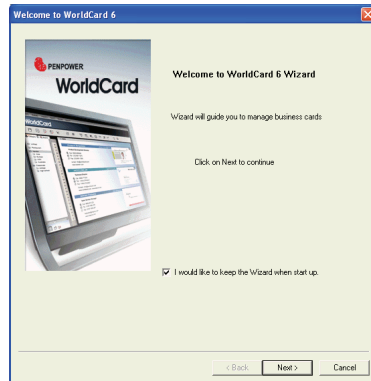 Welcome to WorldCard 6
PENPOWER
WorldCard
Welcome to WorldCard 6 Wizard
Wizard will guide you to manage business cards
Click on Next to continue
WorldCard
I would like to keep the Wizard when start up.
< Back
Next >
Cancel